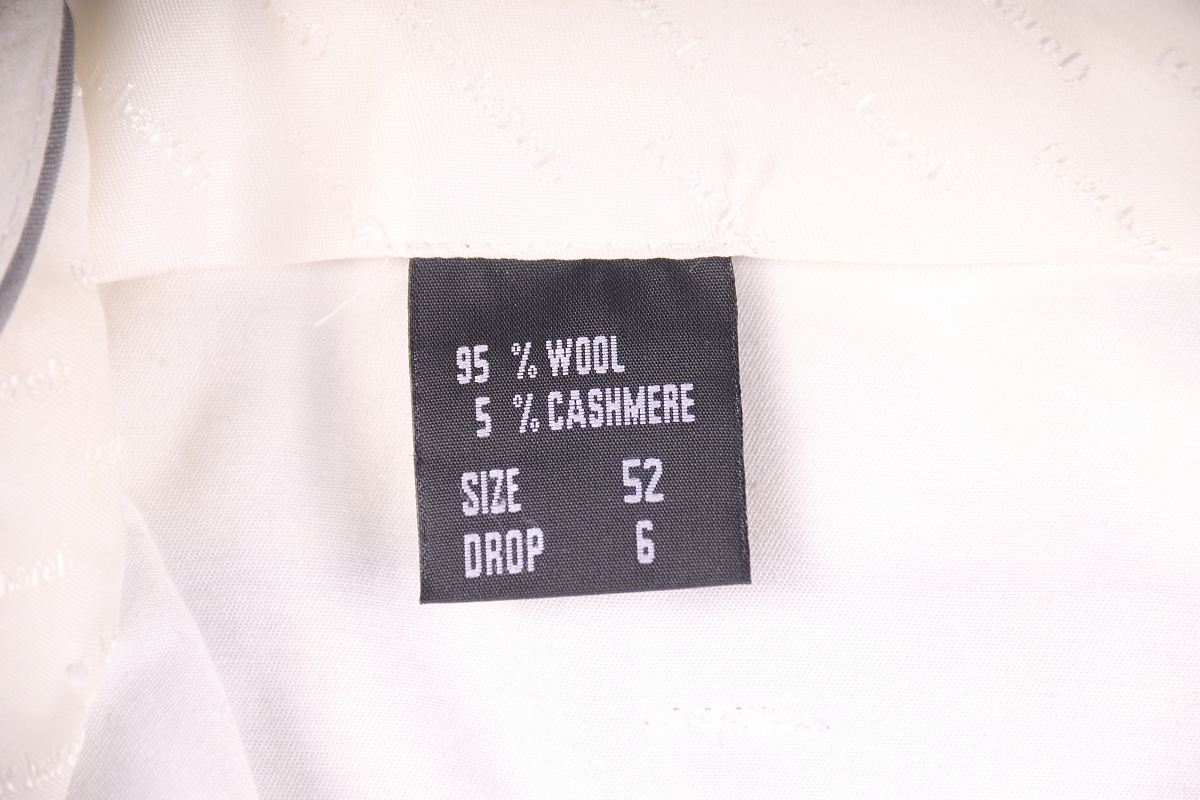 95 % WOOL
5 % CASHMERE
SIZE 52
DROP 6